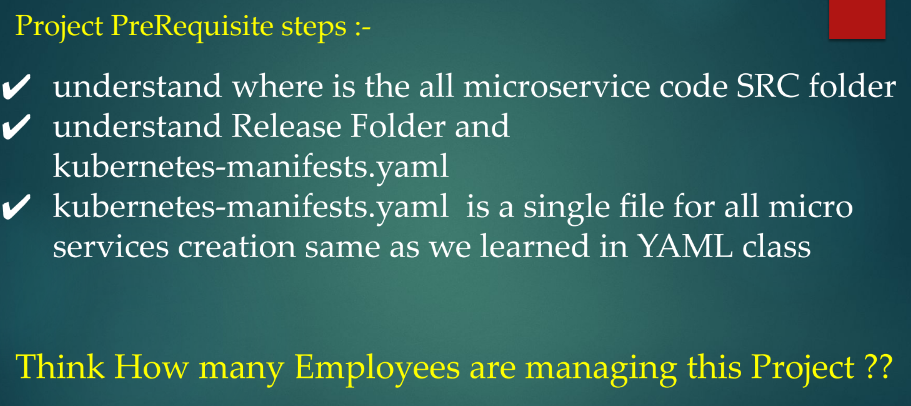 Project PreRequisite steps :-
✔ understand where is the all microservice code SRC folder
✔ understand Release Folder and
kubernetes-manifests.yaml
✔ kubernetes-manifests.yaml  is a single file for all micro
services creation same as we learned in YAML class
Think How many Employees are managing this Project ??